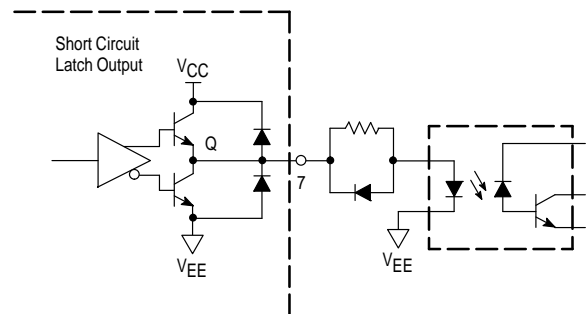 Short Circuit
Latch Output
VCC
Q
7
VEE
VEE